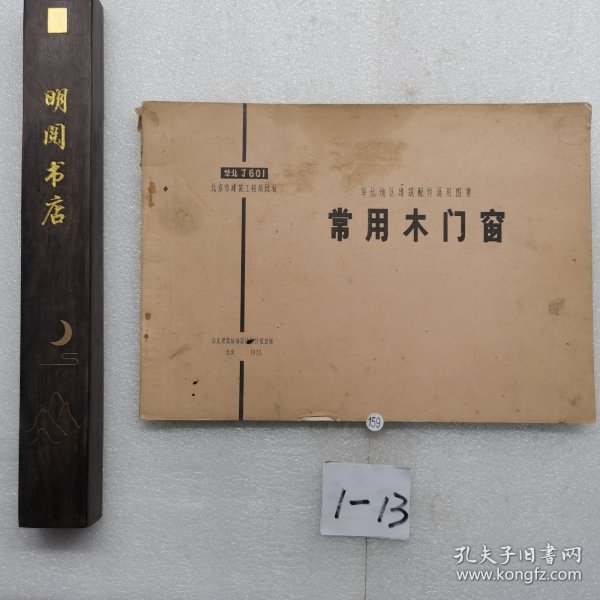 明阅书店
华北 J601
北京市建筑工程局批准
华北地区建筑配件通用图集
常用木门窗
北京 1973
159
1-13
孔夫子旧书网
www.kongfz.com